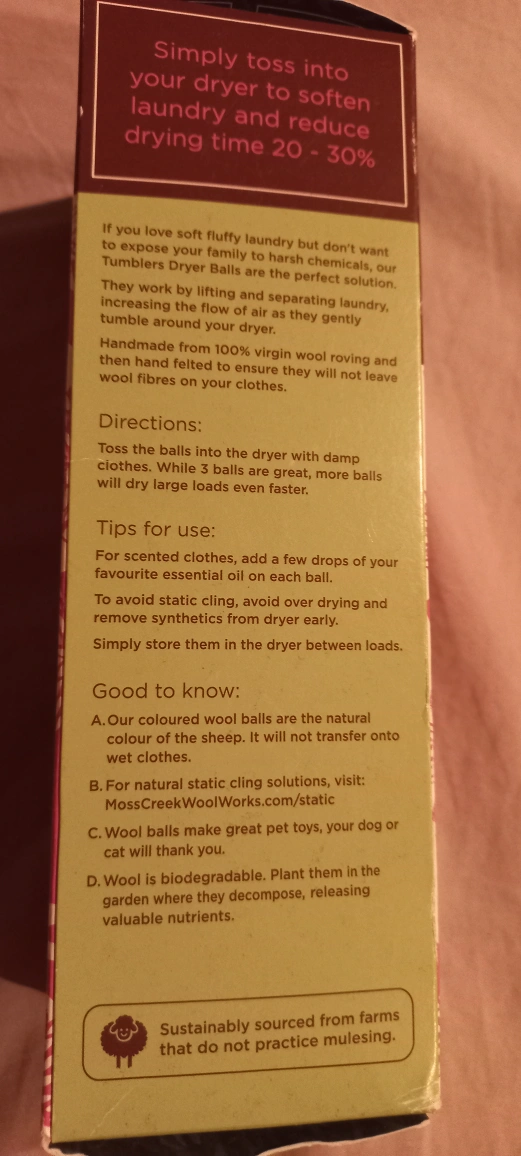 Simply toss into
your dryer to soften
laundry and reduce
drying time 20 - 30%
If you love soft fluffy laundry but don't want
to expose your family to harsh chemicals, our
Tumblers Dryer Balls are the perfect solution.
They work by lifting and separating laundry,
increasing the flow of air as they gently
tumble around your dryer.
Handmade from 100% virgin wool roving and
then hand felted to ensure they will not leave
wool fibres on your clothes.
Directions:
Toss the balls into the dryer with damp
clothes. While 3 balls are great, more balls
will dry large loads even faster.
Tips for use:
For scented clothes, add a few drops of your
favourite essential oil on each ball.
To avoid static cling, avoid over drying and
remove synthetics from dryer early.
Simply store them in the dryer between loads.
Good to know:
A. Our coloured wool balls are the natural
colour of the sheep. It will not transfer onto
wet clothes.
B. For natural static cling solutions, visit:
MossCreekWoolWorks.com/static
C. Wool balls make great pet toys, your dog or
cat will thank you.
D. Wool is biodegradable. Plant them in the
garden where they decompose, releasing
valuable nutrients.
Sustainably sourced from farms
that do not practice mulesing.